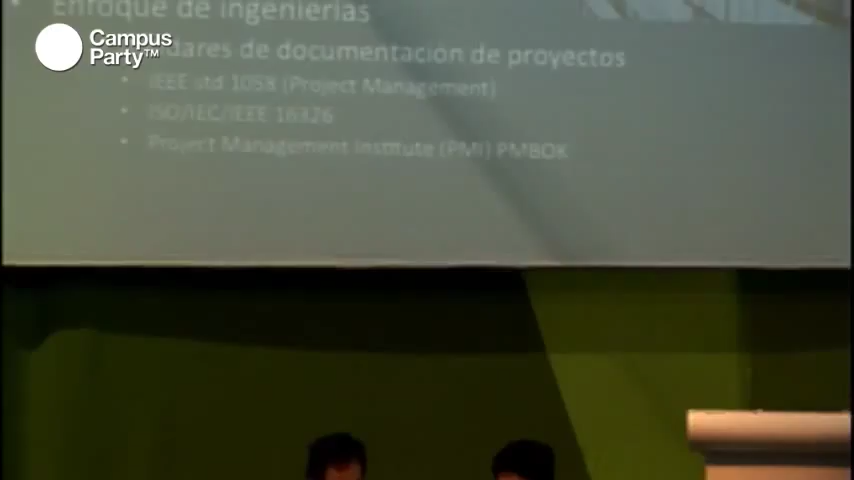 Enfoque de ingenierías
Campus
Party™
dares de documentación de proyectos
IEEE std 1058 (Project Management)
ISO/IEC/IEEE 16326
Project Management Institute (PMI) PMBOK